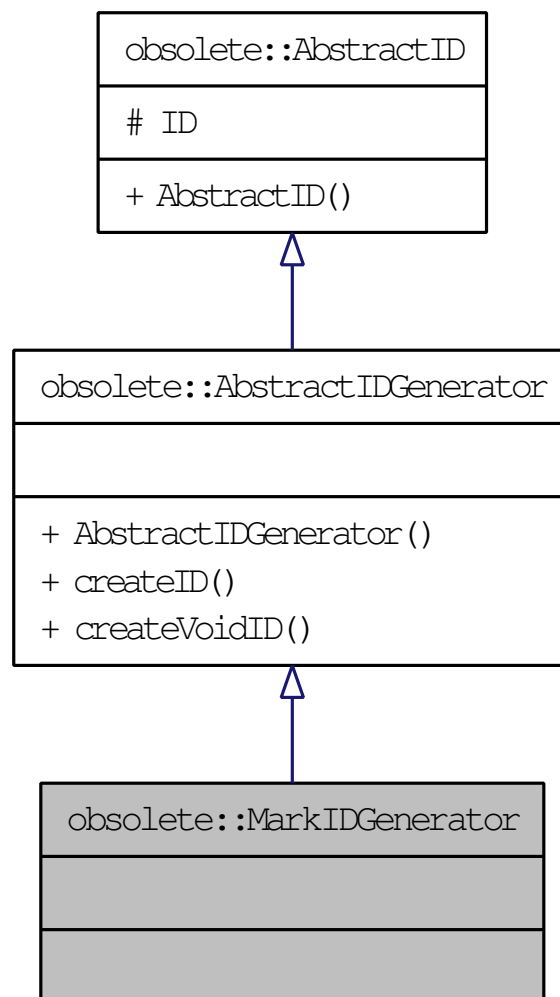 obsolete::AbstractID
# ID
+ AbstractID()
obsolete::AbstractIDGenerator
+ AbstractIDGenerator()
+ createID()
+ createVoidID()
obsolete::MarkIDGenerator